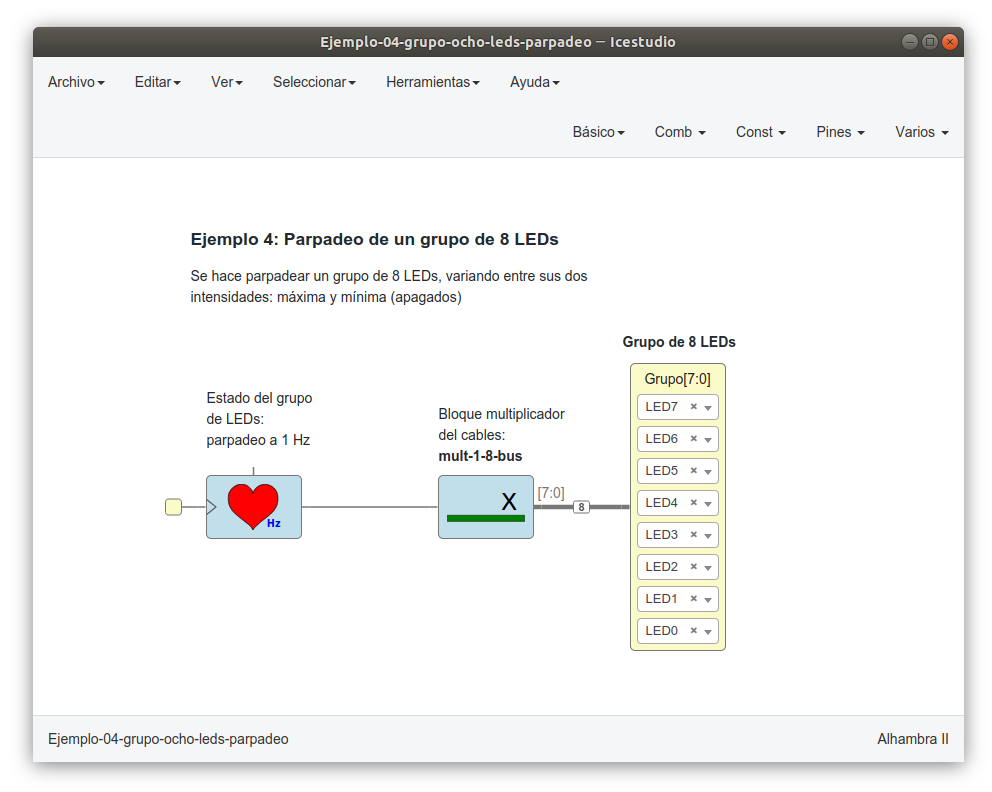 Ejemplo-04-grupo-ocho-leds-parpadeo — Icestudio
Archivo Editar Ver Seleccionar Herramientas Ayuda
Básico Comb Const Pines Varios
Ejemplo 4: Parpadeo de un grupo de 8 LEDs
Se hace parpadear un grupo de 8 LEDs, variando entre sus dos
intensidades: máxima y mínima (apagados)
Grupo de 8 LEDs
Grupo[7:0]
Estado del grupo
de LEDs:
parpadeo a 1 Hz
Hz
Bloque multiplicador
del cables:
mult-1-8-bus
X
[7:0]
8
LED7
LED6
LED5
LED4
LED3
LED2
LED1
LED0
Ejemplo-04-grupo-ocho-leds-parpadeo
Alhambra II